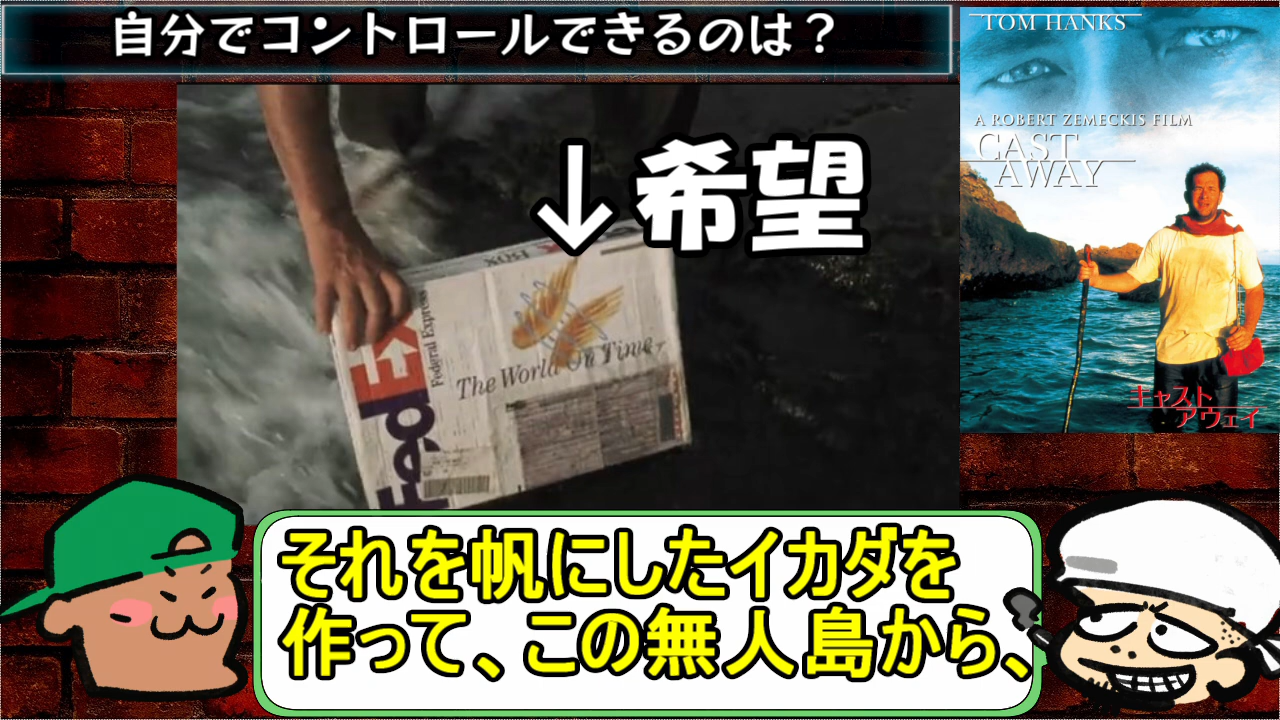 自分でコントロールできるのは？
TOM HANKS
A ROBERT ZEMECKIS FILM
CAST
AWAY
↓希望
BOX
FedEx
Federal Express
The World On Time
キャスト
アウェイ
それを帆にしたイカダを
作って、この無人島から、